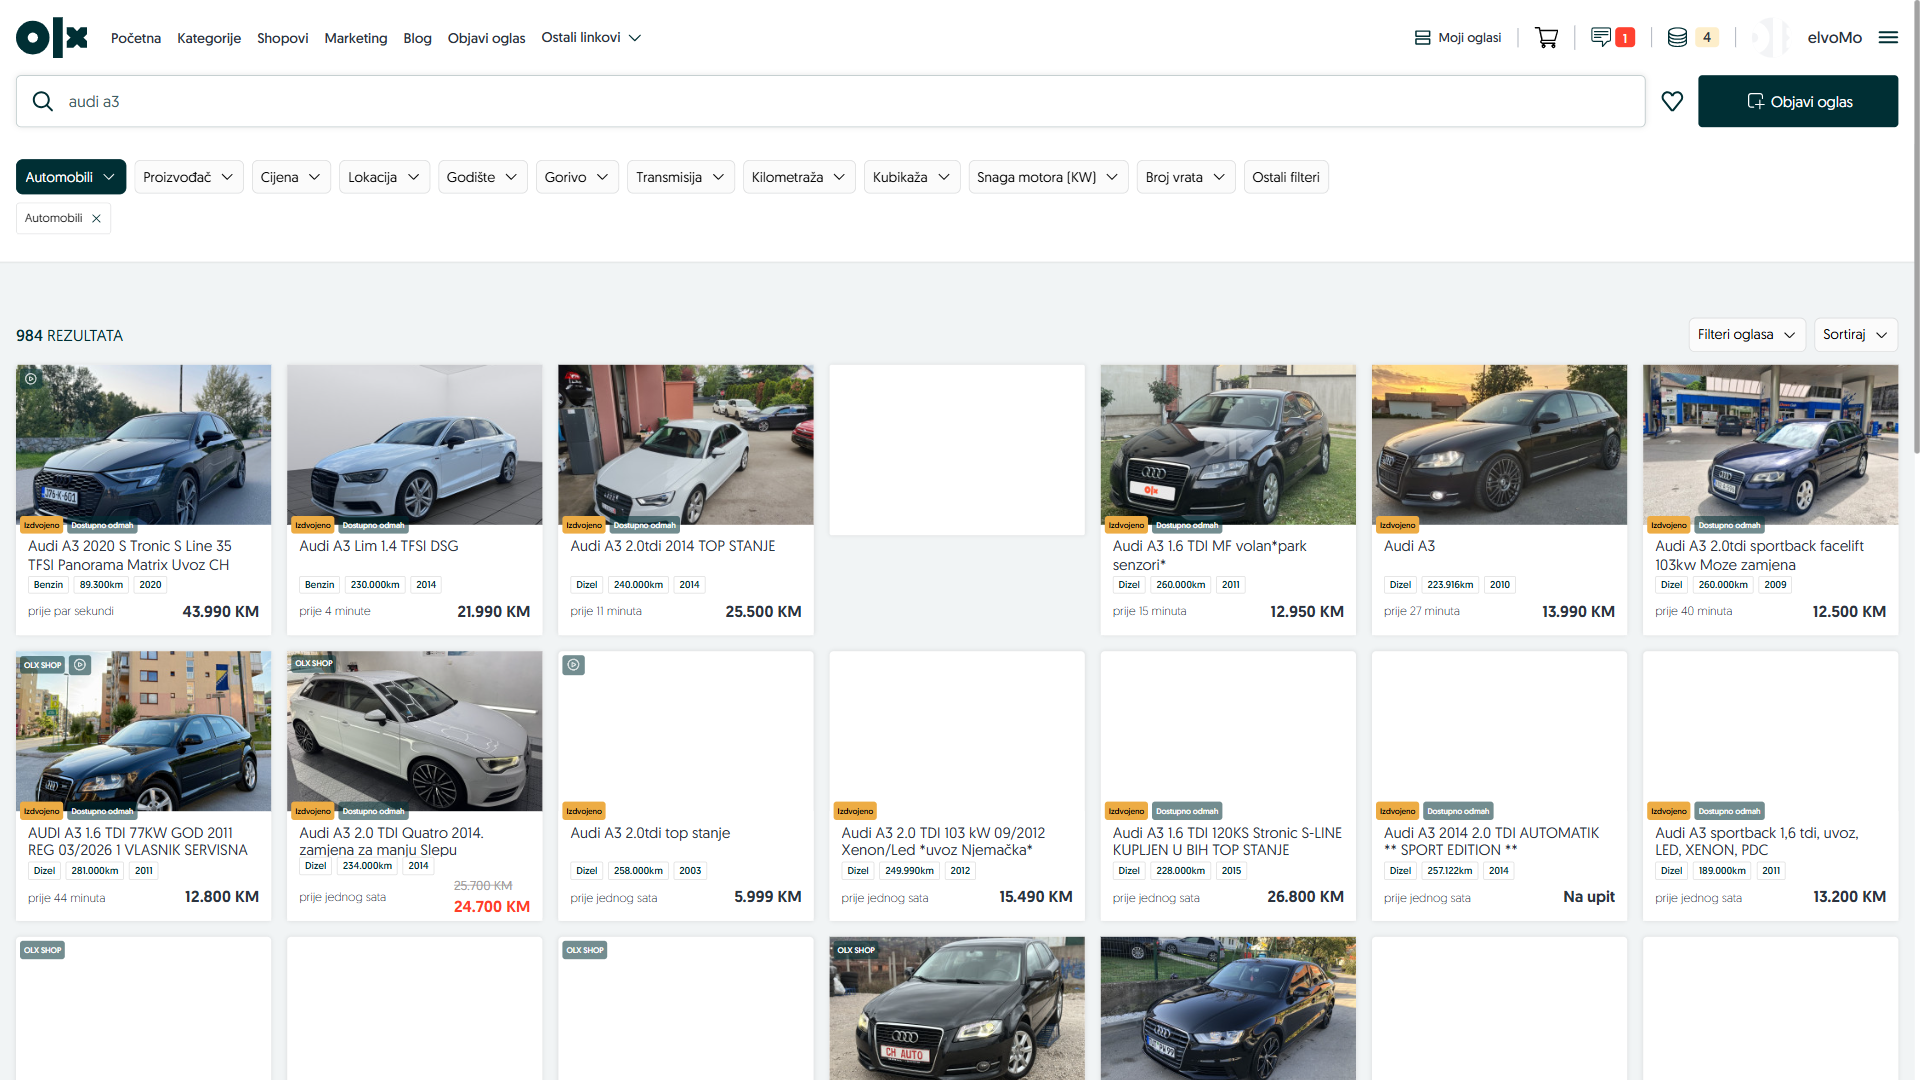 olx
Početna
Kategorije
Shopovi
Marketing
Blog
Objavi oglas
Ostali linkovi
Moji oglasi
1
4
elvoMo
audi a3
Objavi oglas
Automobili
Proizvođač
Cijena
Lokacija
Godište
Gorivo
Transmisija
Kilometraža
Kubikaža
Snaga motora (KW)
Broj vrata
Ostali filteri
Automobili
984 REZULTATA
Filteri oglasa
Sortiraj
J76-K-601
Izdvojeno
Dostupno odmah
Audi A3 2020 S Tronic S Line 35
TFSI Panorama Matrix Uvoz CH
Benzin
89.300km
2020
prije par sekundi
43.990 KM
Izdvojeno
Dostupno odmah
Audi A3 Lim 1.4 TFSI DSG
Benzin
230.000km
2014
prije 4 minute
21.990 KM
Izdvojeno
Dostupno odmah
Audi A3 2.0tdi 2014 TOP STANJE
Dizel
240.000km
2014
prije 11 minuta
25.500 KM
olx
olx
Izdvojeno
Dostupno odmah
Audi A3 1.6 TDI MF volan*park
senzori*
Dizel
260.000km
2011
prije 15 minuta
12.950 KM
Izdvojeno
Audi A3
Dizel
223.916km
2010
prije 27 minuta
13.990 KM
Izdvojeno
Dostupno odmah
Audi A3 2.0tdi sportback facelift
103kw Moze zamjena
Dizel
260.000km
2009
prije 40 minuta
12.500 KM
OLX SHOP
Izdvojeno
Dostupno odmah
AUDI A3 1.6 TDI 77KW GOD 2011
REG 03/2026 1 VLASNIK SERVISNA
Dizel
281.000km
2011
prije 44 minuta
12.800 KM
OLX SHOP
Izdvojeno
Dostupno odmah
Audi A3 2.0 TDI Quatro 2014.
zamjena za manju Slepu
Dizel
234.000km
2014
prije jednog sata
25.700 KM
24.700 KM
Izdvojeno
Audi A3 2.0tdi top stanje
Dizel
258.000km
2003
prije jednog sata
5.999 KM
Izdvojeno
Audi A3 2.0 TDI 103 kW 09/2012
Xenon/Led *uvoz Njemačka*
Dizel
249.990km
2012
prije jednog sata
15.490 KM
Izdvojeno
Dostupno odmah
Audi A3 1.6 TDI 120KS Stronic S-LINE
KUPLJEN U BIH TOP STANJE
Dizel
228.000km
2015
prije jednog sata
26.800 KM
Izdvojeno
Dostupno odmah
Audi A3 2014 2.0 TDI AUTOMATIK
** SPORT EDITION **
Dizel
257.122km
2014
prije jednog sata
Na upit
Izdvojeno
Dostupno odmah
Audi A3 sportback 1,6 tdi, uvoz,
LED, XENON, PDC
Dizel
189.000km
2011
prije jednog sata
13.200 KM
OLX SHOP
OLX SHOP
OLX SHOP
CH AUTO